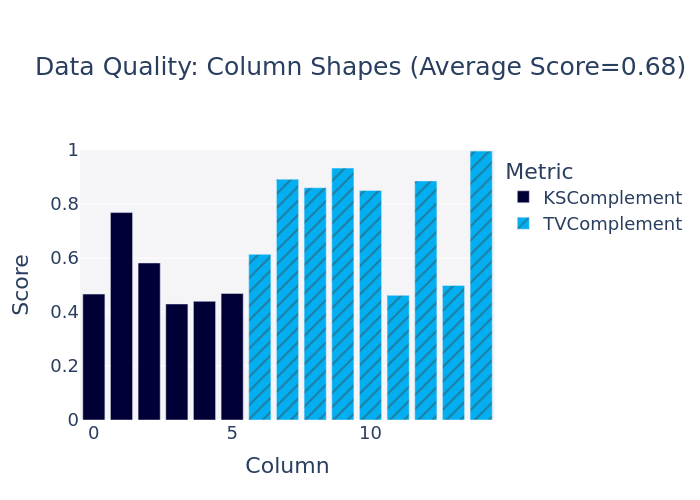 Data Quality: Column Shapes (Average Score=0.68)
Metric
KSComplement
TVComplement
Score
1
0.8
0.6
0.4
0.2
0
0 5 10
Column